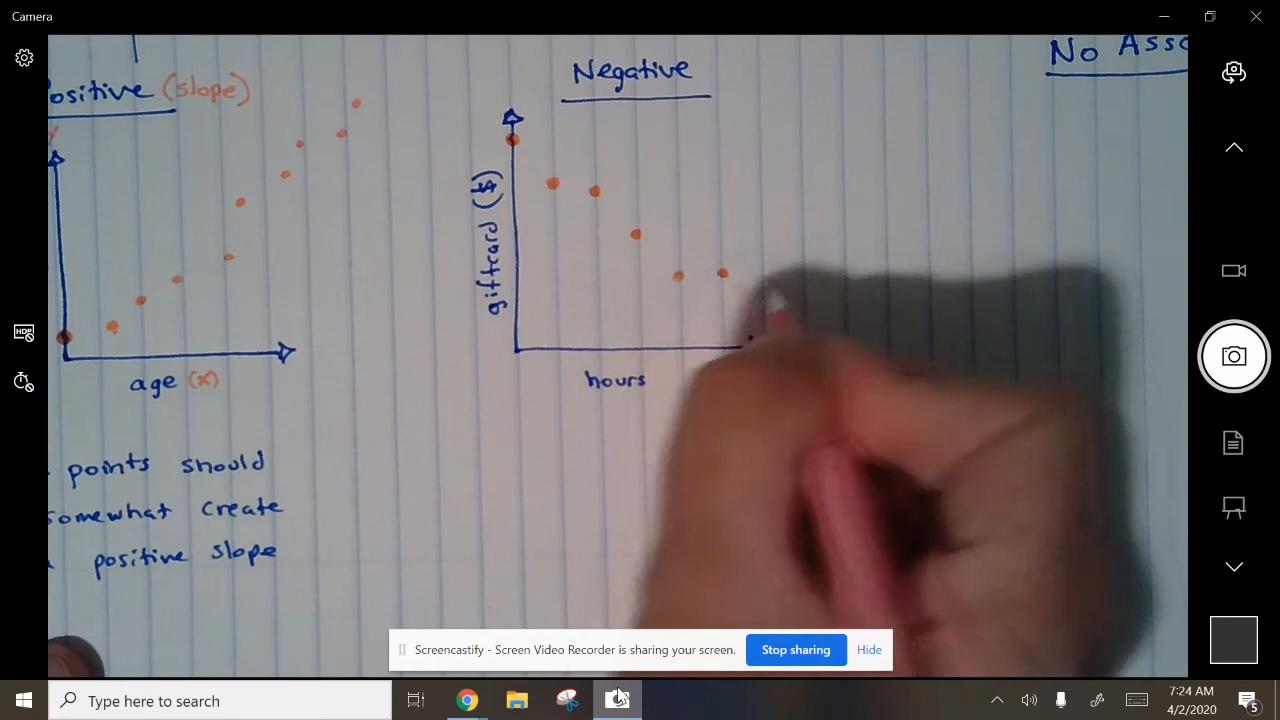 Camera
ositive (slope)
y
age (x)
points should
somewhat create
positive slope
Negative
giftcard ($)
hours
No Asso
Screencastify - Screen Video Recorder is sharing your screen.
Stop sharing
Hide
Type here to search
7:24 AM
4/2/2020
5